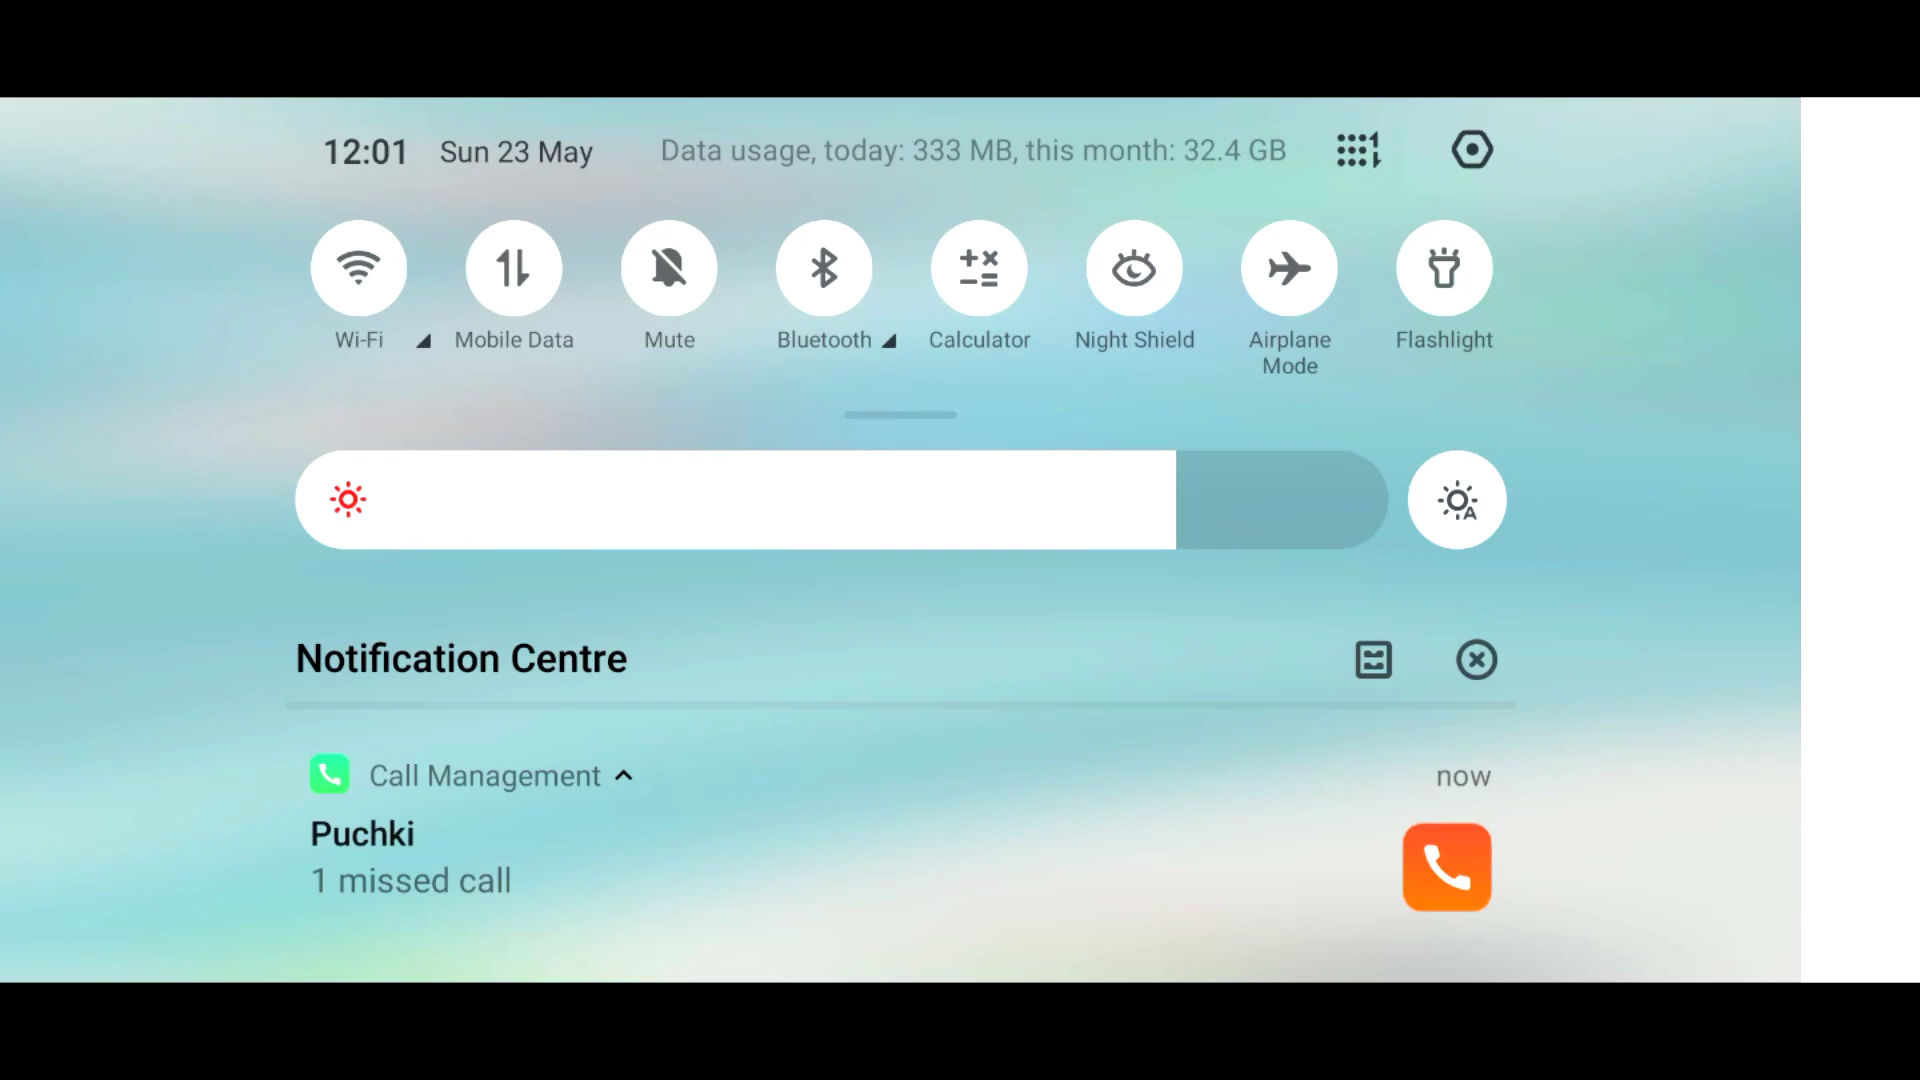 12:01 Sun 23 May Data usage, today: 333 MB, this month: 32.4 GB
Wi-Fi Mobile Data Mute Bluetooth Calculator Night Shield Airplane Mode Flashlight
Notification Centre
Call Management now
Puchki
1 missed call